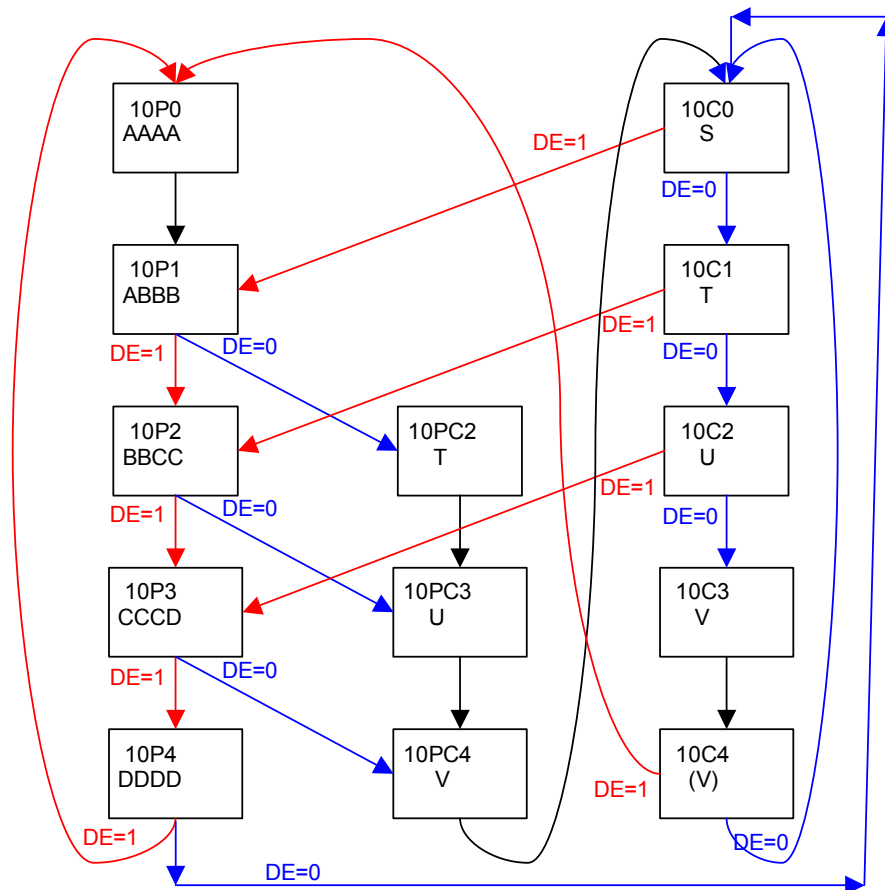 10P0
AAAA
10C0
S
DE=1
DE=0
10P1
ABBB
10C1
T
DE=1
DE=0
DE=1
DE=0
10P2
BBCC
10PC2
T
10C2
U
DE=1
DE=0
DE=1
DE=0
10P3
CCCD
10PC3
U
10C3
V
DE=1
DE=0
10P4
DDDD
10PC4
V
10C4
(V)
DE=1
DE=1
DE=0
DE=0